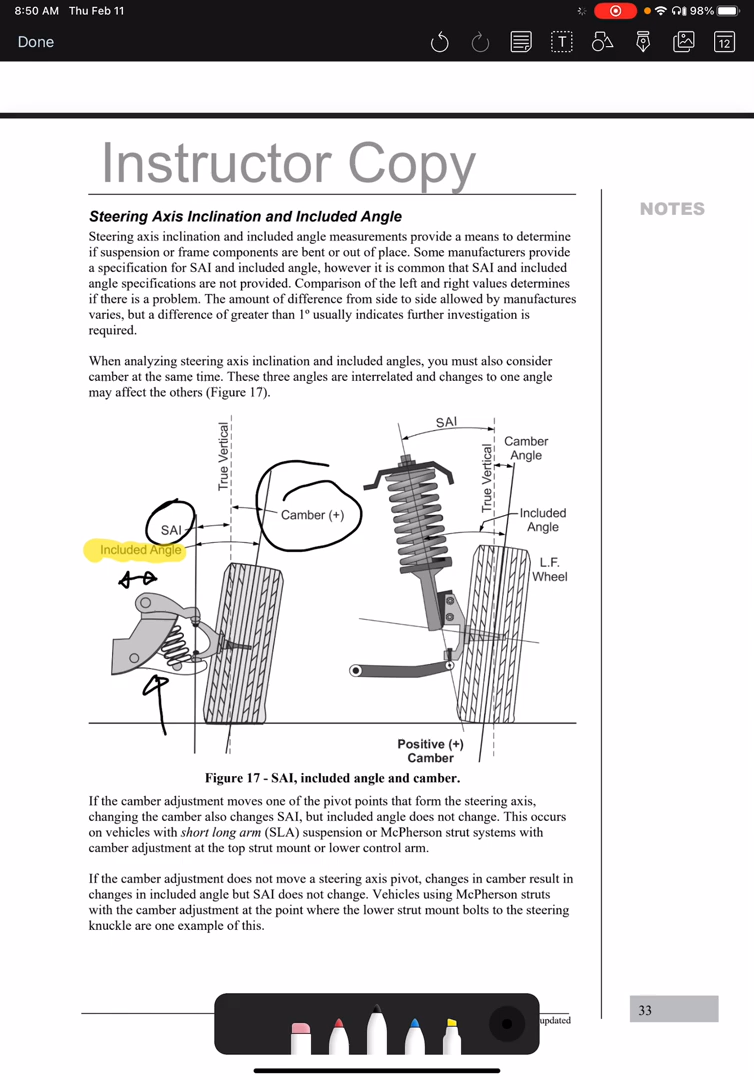 8:50 AM Thu Feb 11
98%
Done
T
12
Instructor Copy
Steering Axis Inclination and Included Angle
NOTES
Steering axis inclination and included angle measurements provide a means to determine
if suspension or frame components are bent or out of place. Some manufacturers provide
a specification for SAI and included angle, however it is common that SAI and included
angle specifications are not provided. Comparison of the left and right values determines
if there is a problem. The amount of difference from side to side allowed by manufactures
varies, but a difference of greater than 1º usually indicates further investigation is
required.
When analyzing steering axis inclination and included angles, you must also consider
camber at the same time. These three angles are interrelated and changes to one angle
may affect the others (Figure 17).
True Vertical
SAI
Camber (+)
Included Angle
SAI
True Vertical
Camber
Angle
Included
Angle
L.F.
Wheel
Positive (+)
Camber
Figure 17 - SAI, included angle and camber.
If the camber adjustment moves one of the pivot points that form the steering axis,
changing the camber also changes SAI, but included angle does not change. This occurs
on vehicles with short long arm (SLA) suspension or McPherson strut systems with
camber adjustment at the top strut mount or lower control arm.
If the camber adjustment does not move a steering axis pivot, changes in camber result in
changes in included angle but SAI does not change. Vehicles using McPherson struts
with the camber adjustment at the point where the lower strut mount bolts to the steering
knuckle are one example of this.
updated
33